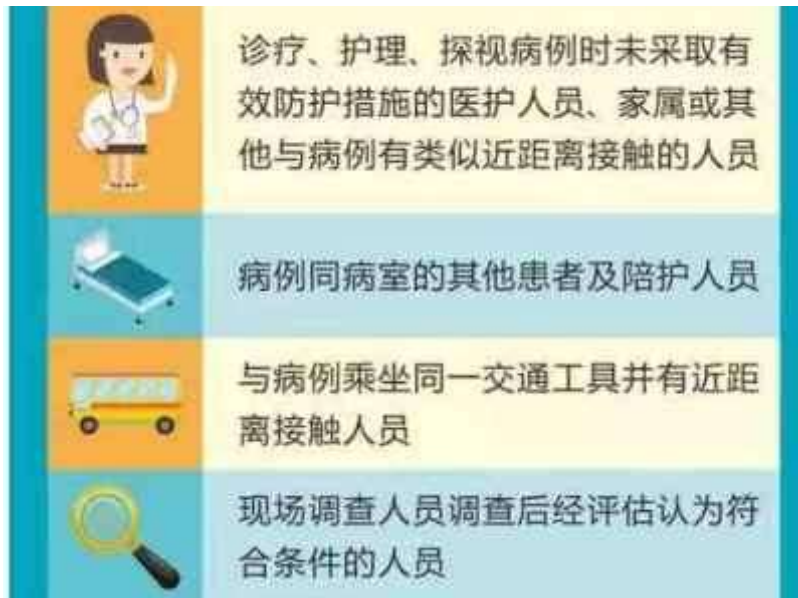 诊疗、护理、探视病例时未采取有
效防护措施的医护人员、家属或其
他与病例有类似近距离接触的人员
病例同病室的其他患者及陪护人员
与病例乘坐同一交通工具并有近距
离接触人员
现场调查人员调查后经评估认为符
合条件的人员